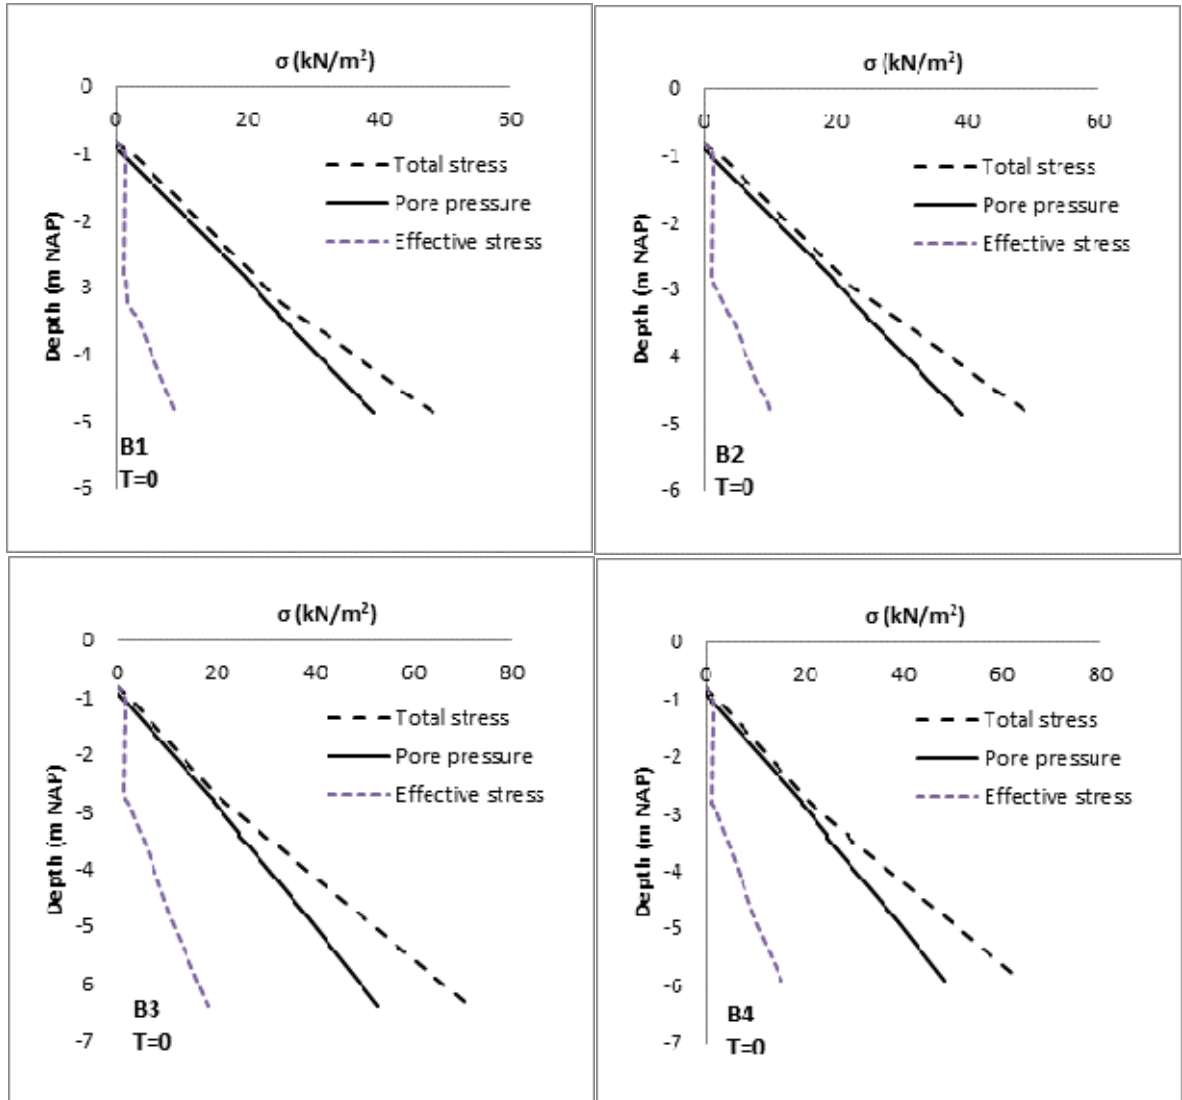 σ (kN/m²)
0
0 20 40 50
-1
-2
3
-4
-5
-5
Depth (m NAP)
Total stress
Pore pressure
Effective stress
B1
T=0
σ (kN/m²)
0
0 20 40 60
-1
-2
-3
4
-5
-6
Depth (m NAP)
Total stress
Pore pressure
Effective stress
B2
T=0
σ (kN/m²)
0
0 20 40 60 80
-1
-2
-3
-4
-5
6
-7
Depth (m NAP)
Total stress
Pore pressure
Effective stress
B3
T=0
σ (kN/m²)
0
0 20 40 60 80
-1
-2
-3
-4
-5
-6
-7
Depth (m NAP)
Total stress
Pore pressure
Effective stress
B4
T=0